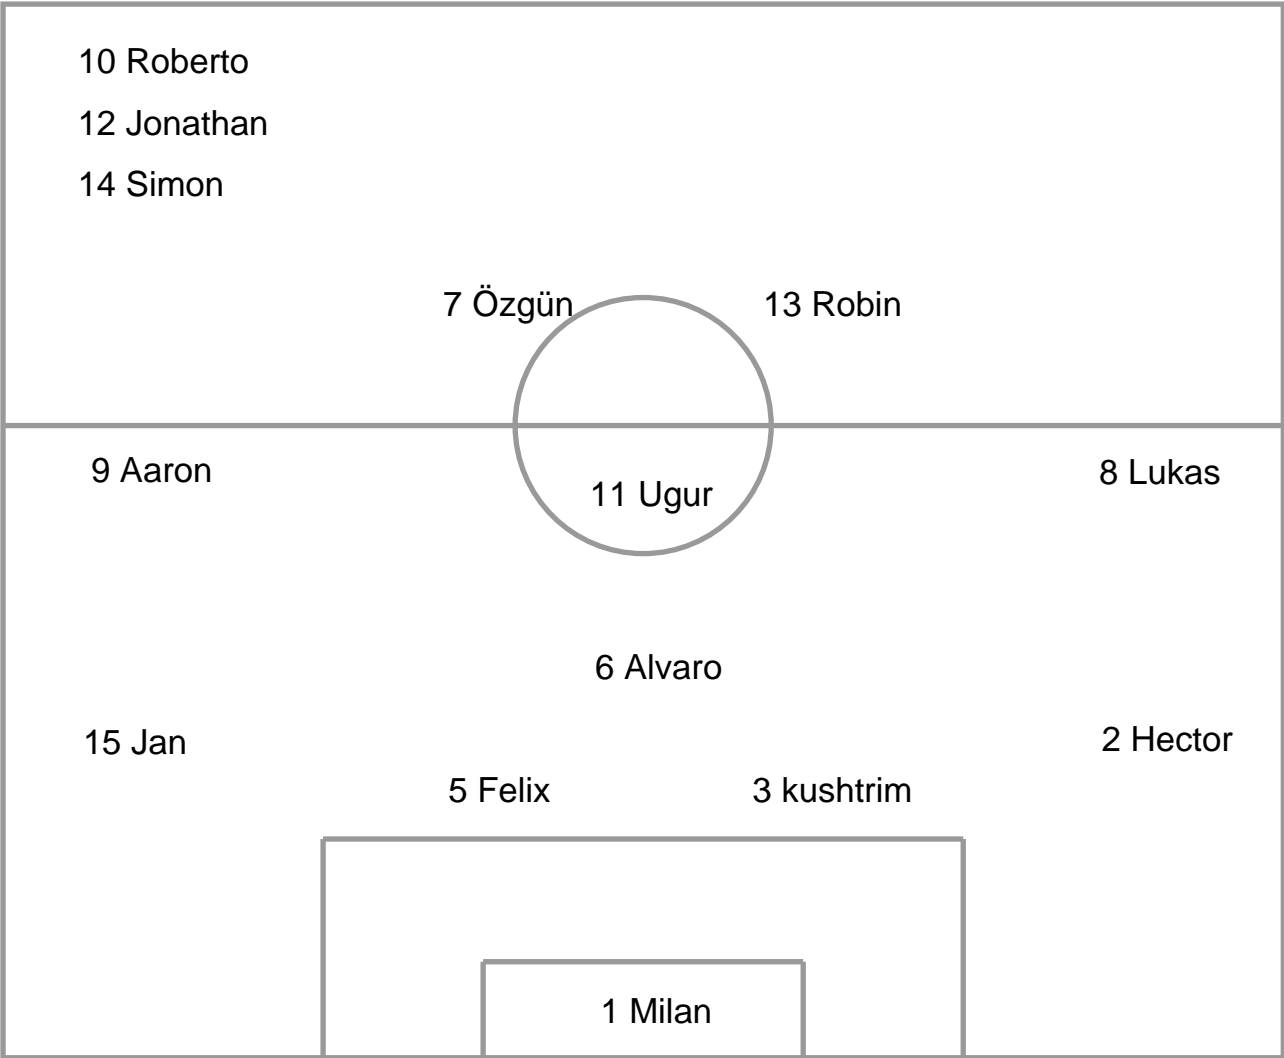 10 Roberto
12 Jonathan
14 Simon
7 Özgün
13 Robin
9 Aaron
8 Lukas
11 Ugur
6 Alvaro
15 Jan
2 Hector
5 Felix
3 kushtrim
1 Milan